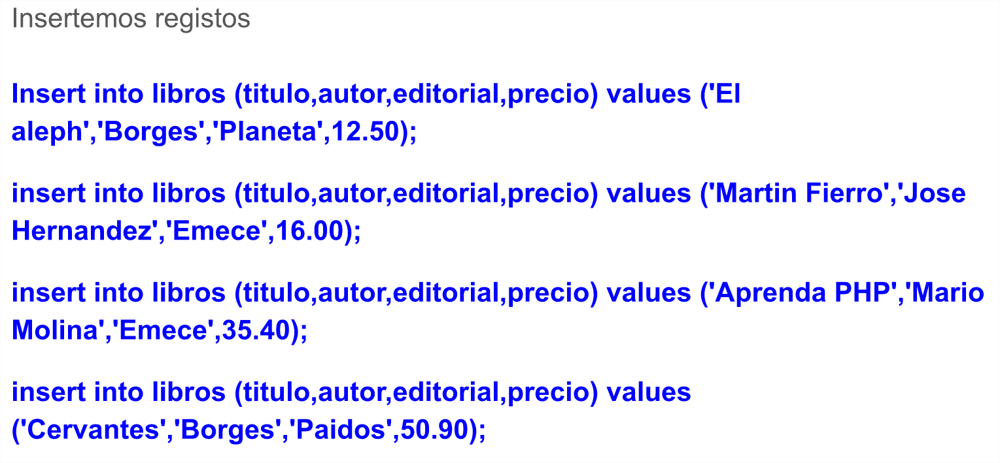 Insertemos registos
Insert into libros (titulo,autor,editorial,precio) values ('El
aleph','Borges','Planeta',12.50);
insert into libros (titulo,autor,editorial,precio) values ('Martin Fierro','Jose
Hernandez','Emece',16.00);
insert into libros (titulo,autor,editorial,precio) values ('Aprenda PHP','Mario
Molina','Emece',35.40);
insert into libros (titulo,autor,editorial,precio) values
('Cervantes','Borges','Paidos',50.90);